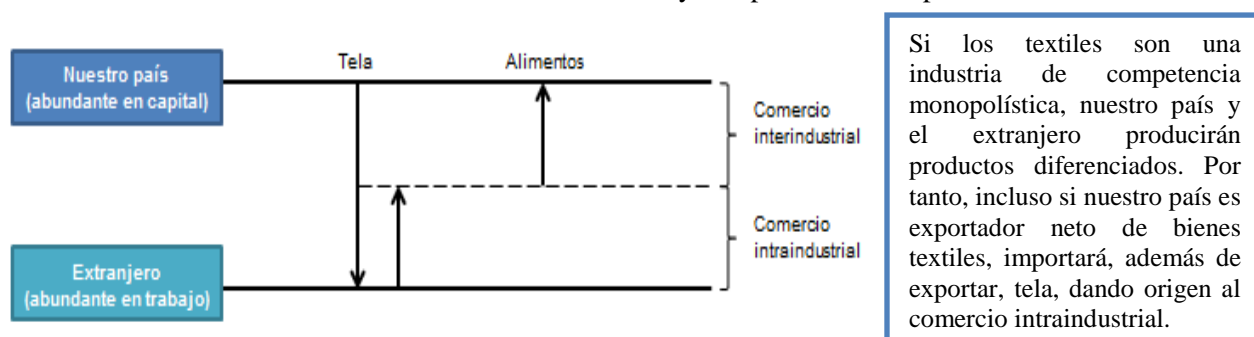 Nuestro país
(abundante en capital)
Tela
Alimentos
Comercio
interindustrial
Comercio
intraindustrial
Extranjero
(abundante en trabajo)
Si los textiles son una
industria de competencia
monopolística, nuestro país y
el extranjero producirán
productos diferenciados. Por
tanto, incluso si nuestro país es
exportador neto de bienes
textiles, importará, además de
exportar, tela, dando origen al
comercio intraindustrial.